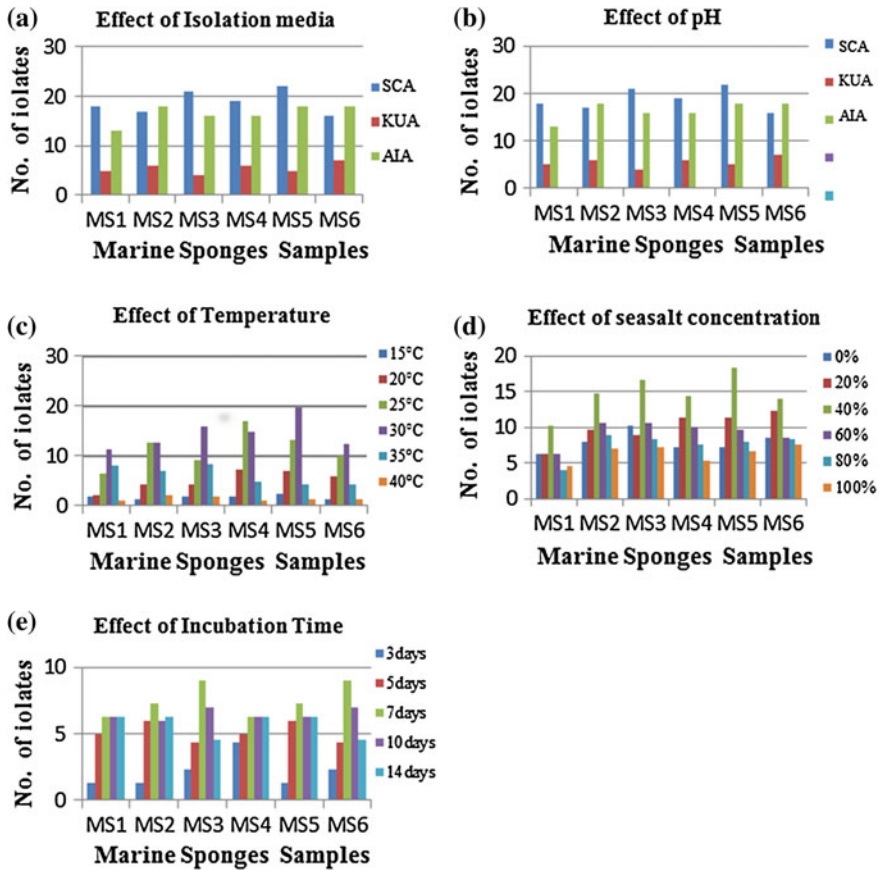 (a) Effect of Isolation media
No. of iolates
30
20
10
0
MS1 MS2 MS3 MS4 MS5 MS6
Marine Sponges Samples
SCA
KUA
AIA
(b) Effect of pH
No. of iolates
30
20
10
0
MS1 MS2 MS3 MS4 MS5 MS6
Marine Sponges Samples
SCA
KUA
AIA
(c) Effect of Temperature
No. of iolates
30
20
10
0
MS1 MS2 MS3 MS4 MS5 MS6
Marine Sponges Samples
15°C
20°C
25°C
30°C
35°C
40°C
(d) Effect of seasalt concentration
No. of iolates
20
15
10
5
0
MS1 MS2 MS3 MS4 MS5 MS6
Marine Sponges Samples
0%
20%
40%
60%
80%
100%
(e) Effect of Incubation Time
No. of iolates
10
5
0
MS1 MS2 MS3 MS4 MS5 MS6
Marine Sponges Samples
3days
5days
7days
10days
14days